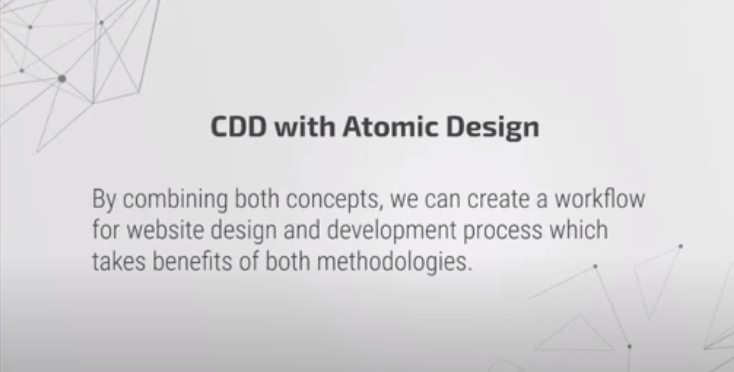 CDD with Atomic Design
By combining both concepts, we can create a workflow
for website design and development process which
takes benefits of both methodologies.